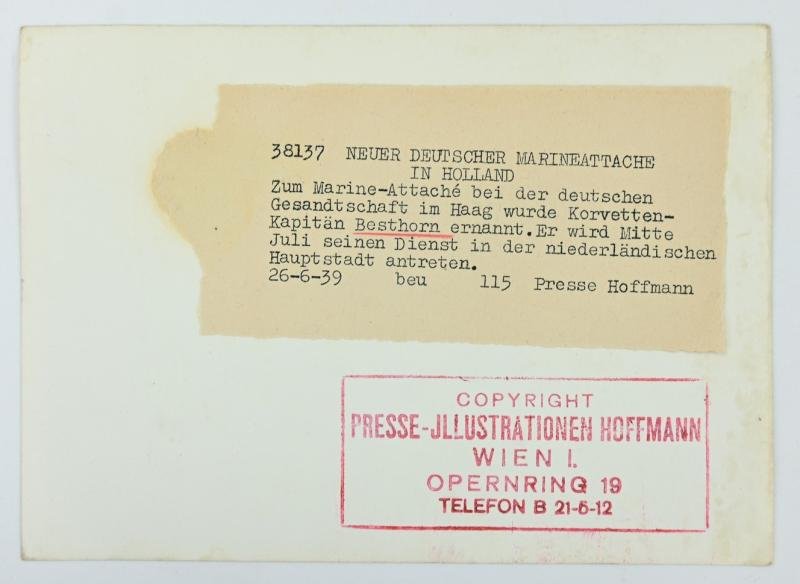 38137 NEUER DEUTSCHER MARINEATTACHE
IN HOLLAND
Zum Marine-Attaché bei der deutschen
Gesandtschaft im Haag wurde Korvetten-
Kapitän Besthorn ernannt.Er wird Mitte
Juli seinen Dienst in der niederländischen
Hauptstadt antreten.
26-6-39 beu 115 Presse Hoffmann
COPYRIGHT
PRESSE-JLLUSTRATIONEN HOFFMANN
WIEN I.
OPERNRING 19
TELEFON B 21-5-12